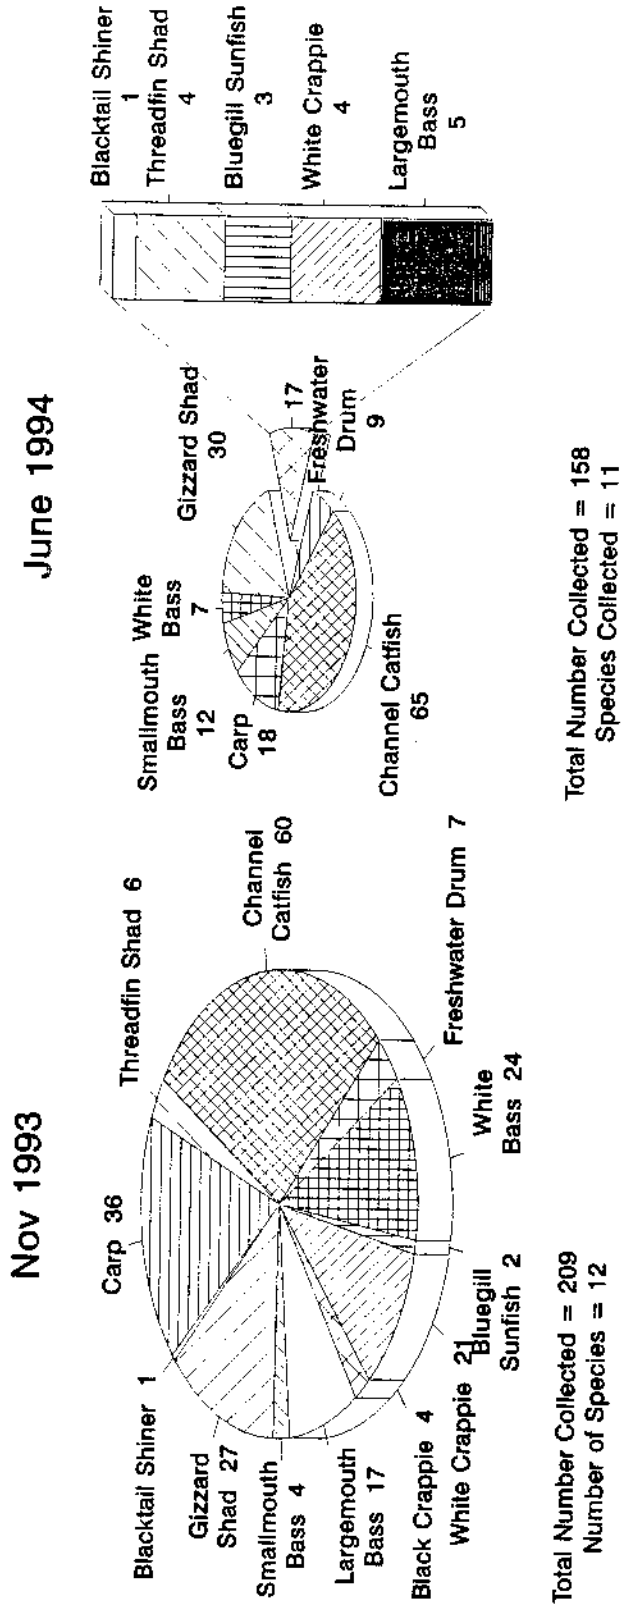 Nov 1993
Carp 36
Threadfin Shad 6
Channel
Catfish 60
Freshwater Drum 7
White
Bass 24
Bluegill
Sunfish 2
White Crappie 21
Black Crappie 4
Largemouth
Bass 17
Smallmouth
Bass 4
Gizzard
Shad 27
Blacktail Shiner 1
Total Number Collected = 209
Number of Species = 12
June 1994
Smallmouth
Bass
12
White
Bass
7
Gizzard Shad
30
17
Freshwater
Drum
9
Carp
18
Channel Catfish
65
Blacktail Shiner
1
Threadfin Shad
4
Bluegill Sunfish
3
White Crappie
4
Largemouth
Bass
5
Total Number Collected = 158
Species Collected = 11